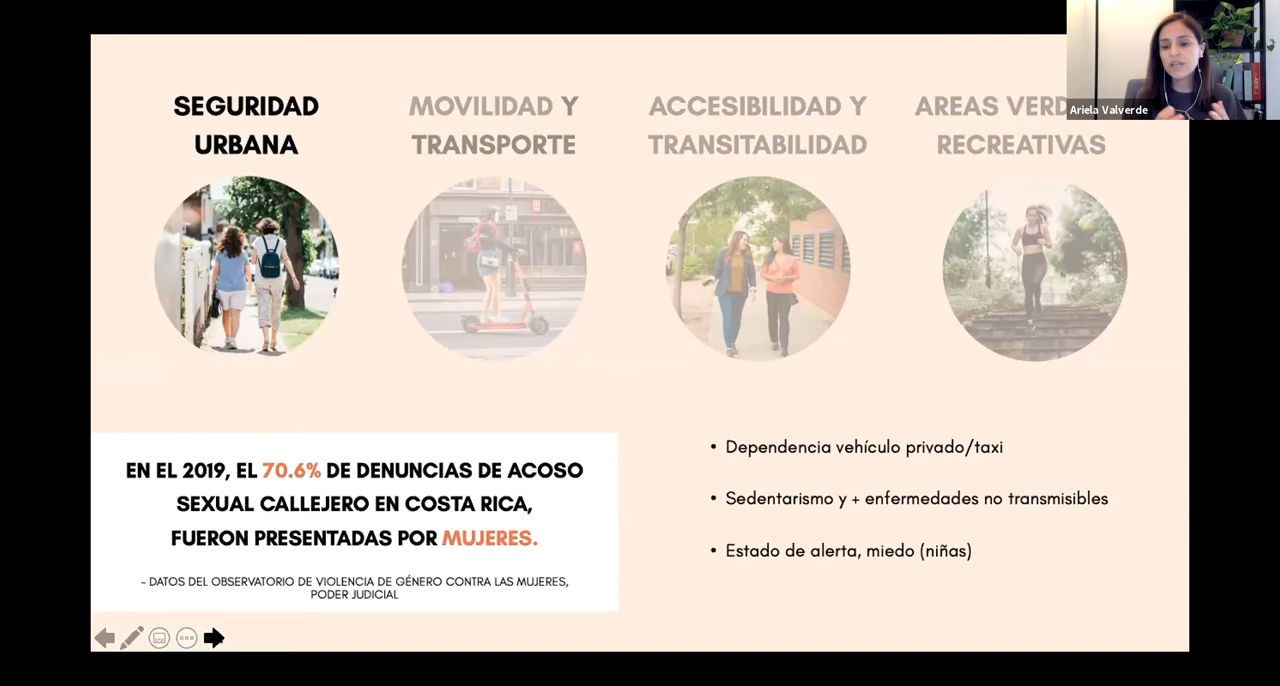 SEGURIDAD
URBANA
MOVILIDAD Y
TRANSPORTE
ACCESIBILIDAD Y
TRANSITABILIDAD
AREAS
RECREATIVAS
Ariela Valverde
EN EL 2019, EL 70.6% DE DENUNCIAS DE ACOSO
SEXUAL CALLEJERO EN COSTA RICA,
FUERON PRESENTADAS POR MUJERES.
- DATOS DEL OBSERVATORIO DE VIOLENCIA DE GÉNERO CONTRA LAS MUJERES,
PODER JUDICIAL
• Dependencia vehículo privado/taxi
• Sedentarismo y + enfermedades no transmisibles
• Estado de alerta, miedo (niñas)